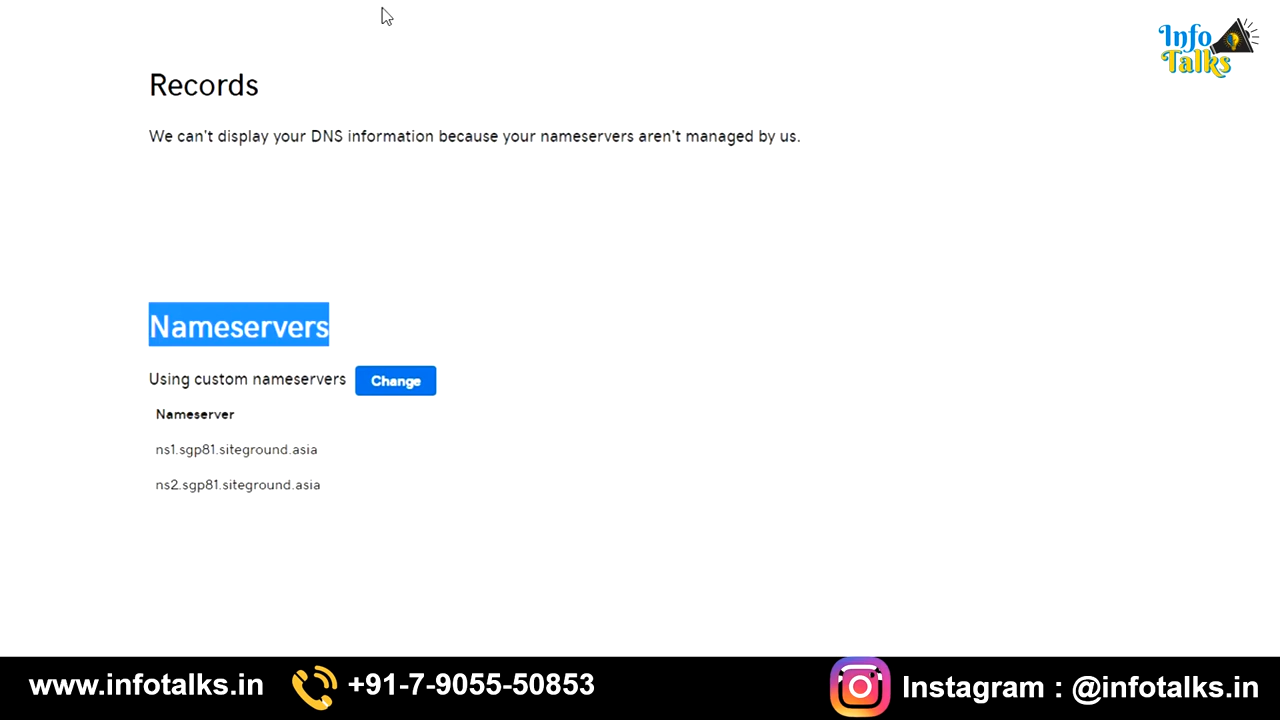 Info
Talks
Records
We can't display your DNS information because your nameservers aren't managed by us.
Nameservers
Using custom nameservers Change
Nameserver
ns1.sgp81.siteground.asia
ns2.sgp81.siteground.asia
www.infotalks.in +91-7-9055-50853 Instagram : @infotalks.in